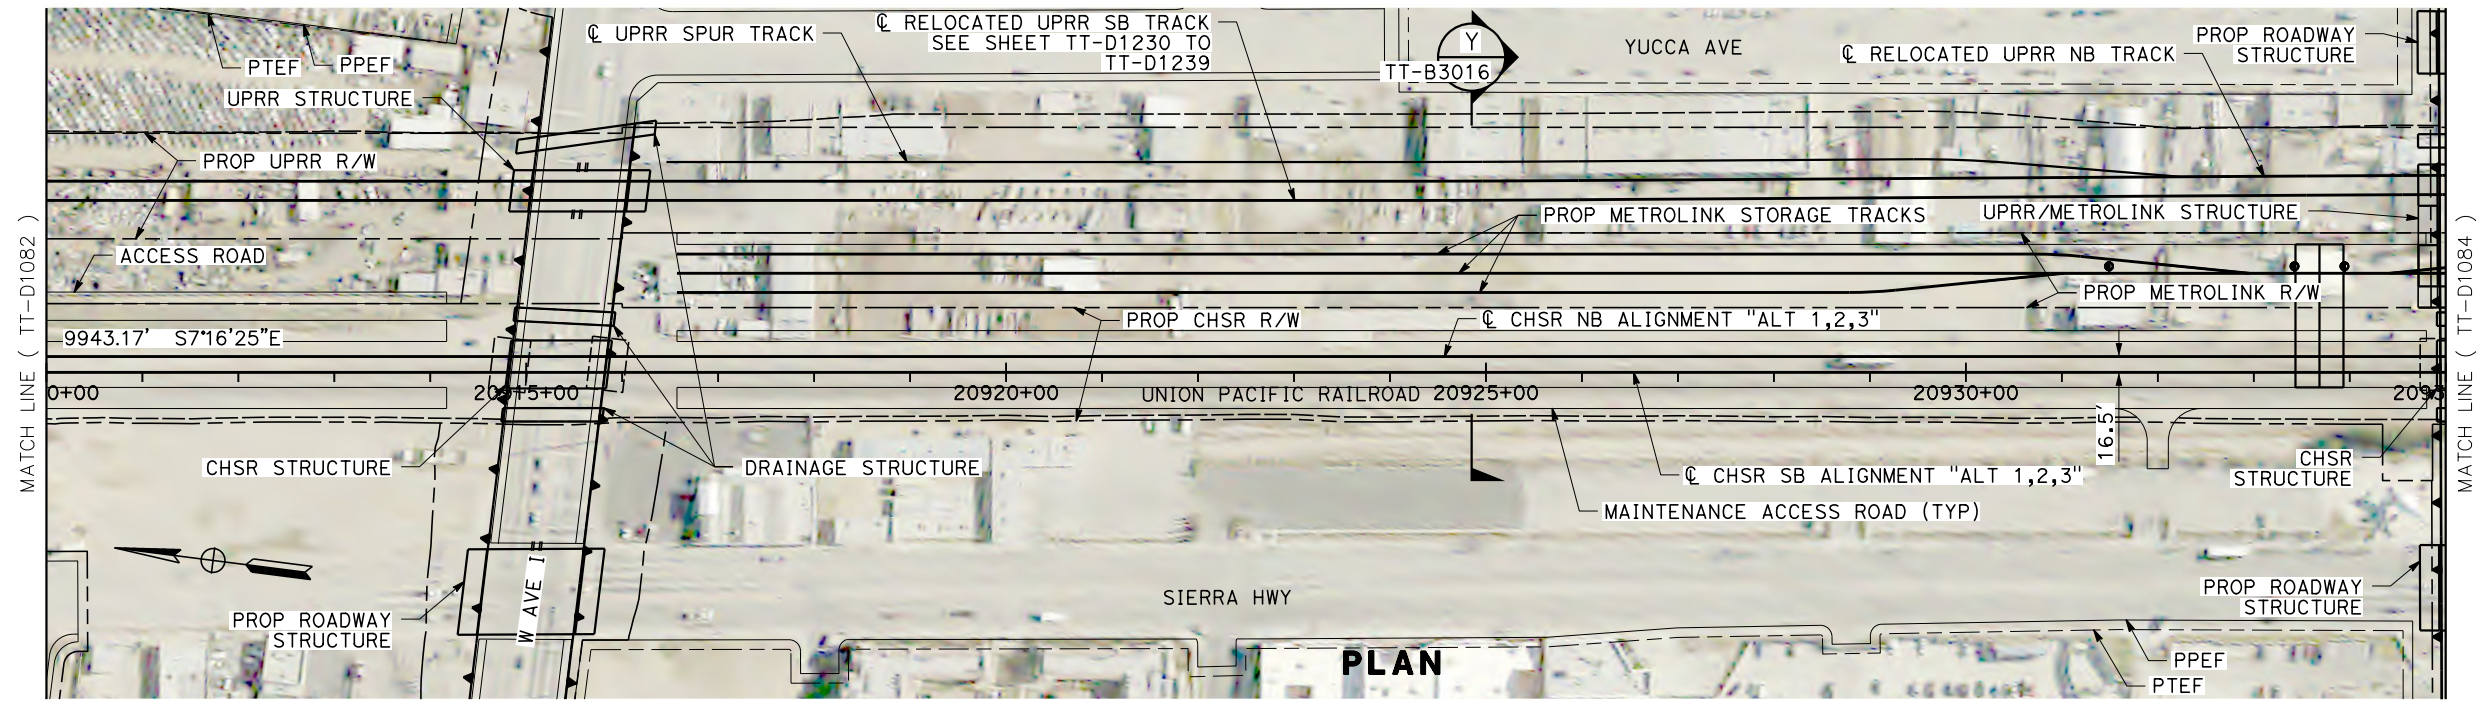 ℄ UPRR SPUR TRACK
℄ RELOCATED UPRR SB TRACK
SEE SHEET TT-D1230 TO
TT-D1239
Y
TT-B3016
YUCCA AVE
℄ RELOCATED UPRR NB TRACK
PROP ROADWAY
STRUCTURE
PTEF
PPEF
UPRR STRUCTURE
PROP UPRR R/W
ACCESS ROAD
PROP METROLINK STORAGE TRACKS
UPRR/METROLINK STRUCTURE
PROP METROLINK R/W
PROP CHSR R/W
℄ CHSR NB ALIGNMENT "ALT 1,2,3"
9943.17' S7°16'25"E
MATCH LINE ( TT-D1082 )
MATCH LINE ( TT-D1084 )
0+00
20915+00
20920+00
UNION PACIFIC RAILROAD
20925+00
20930+00
2093
16.5'
CHSR STRUCTURE
DRAINAGE STRUCTURE
℄ CHSR SB ALIGNMENT "ALT 1,2,3"
CHSR
STRUCTURE
MAINTENANCE ACCESS ROAD (TYP)
W AVE I
SIERRA HWY
PROP ROADWAY
STRUCTURE
PROP ROADWAY
STRUCTURE
PLAN
PPEF
PTEF